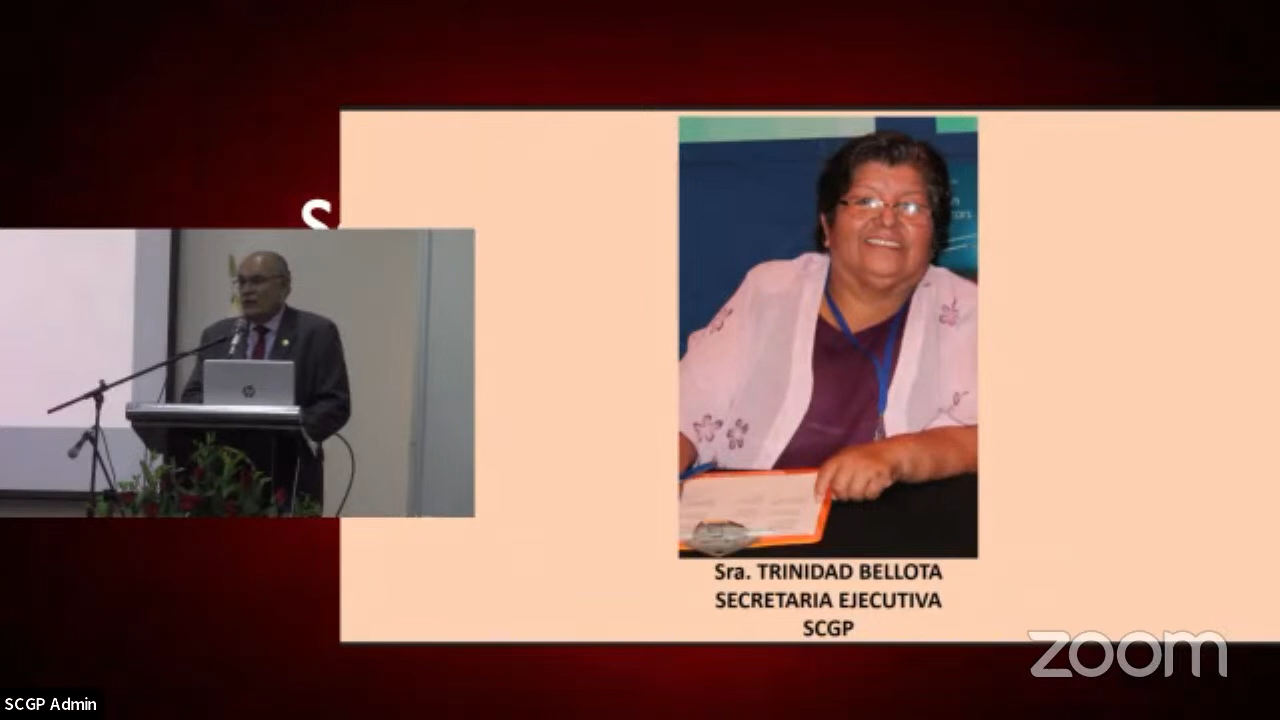 S
Sra. TRINIDAD BELLOTA
SECRETARIA EJECUTIVA
SCGP
zoom
SCGP Admin